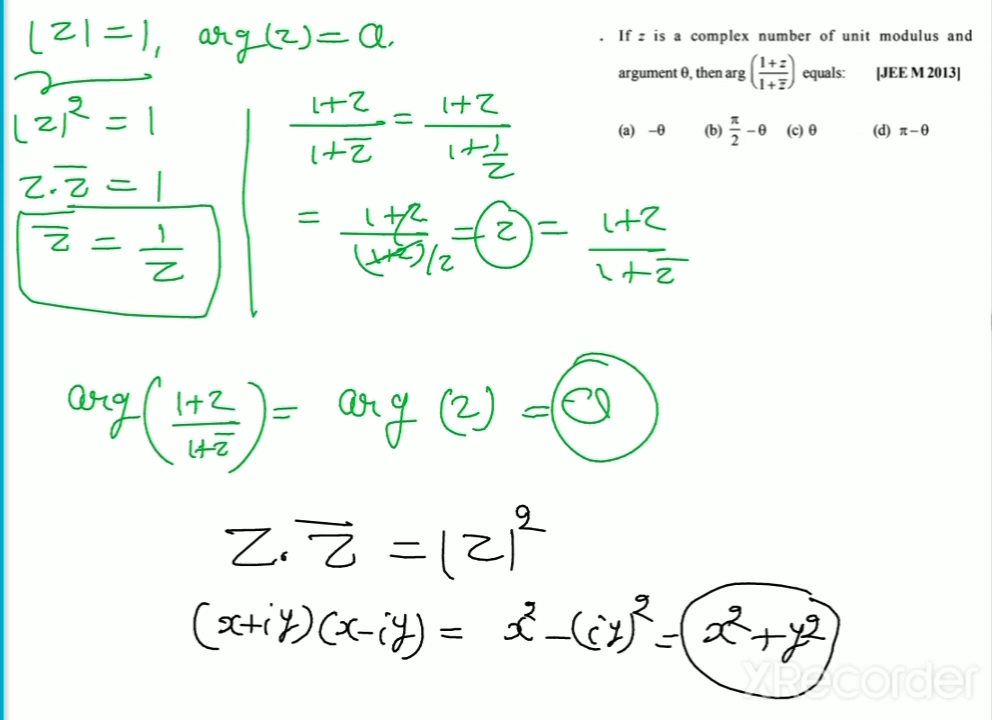 |z| = 1, arg(z) = θ.
|z|² = 1
z.z̅ = 1
z̅ = 1/z
(1+z)/(1+z̅) = (1+z)/(1+1/z)
= (1+z)/((1+z)/z) = z = (1+z)/(1+z̅)
. If z is a complex number of unit modulus and
argument θ, then arg ((1+z)/(1+z̅)) equals: [JEE M 2013]
(a) −θ (b) π/2 − θ (c) θ (d) π − θ
arg((1+z)/(1+z̅)) = arg (z) = θ
z.z̅ = |z|²
(x+iy)(x−iy) = x² − (iy)² = x² + y²
XRecorder